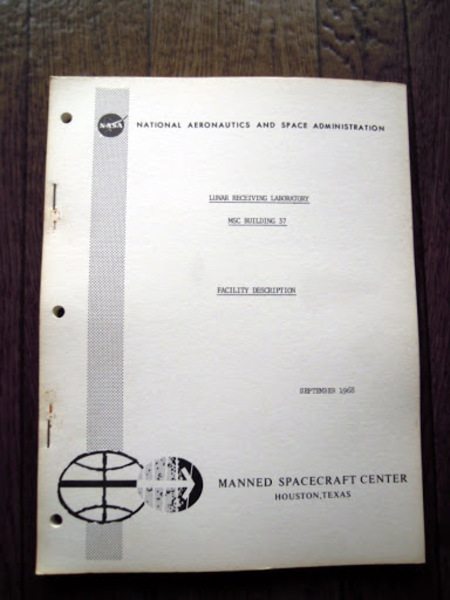 NASA
NATIONAL AERONAUTICS AND SPACE ADMINISTRATION
LUNAR RECEIVING LABORATORY
MSC BUILDING 37
FACILITY DESCRIPTION
SEPTEMBER 1968
MANNED SPACECRAFT CENTER
HOUSTON, TEXAS